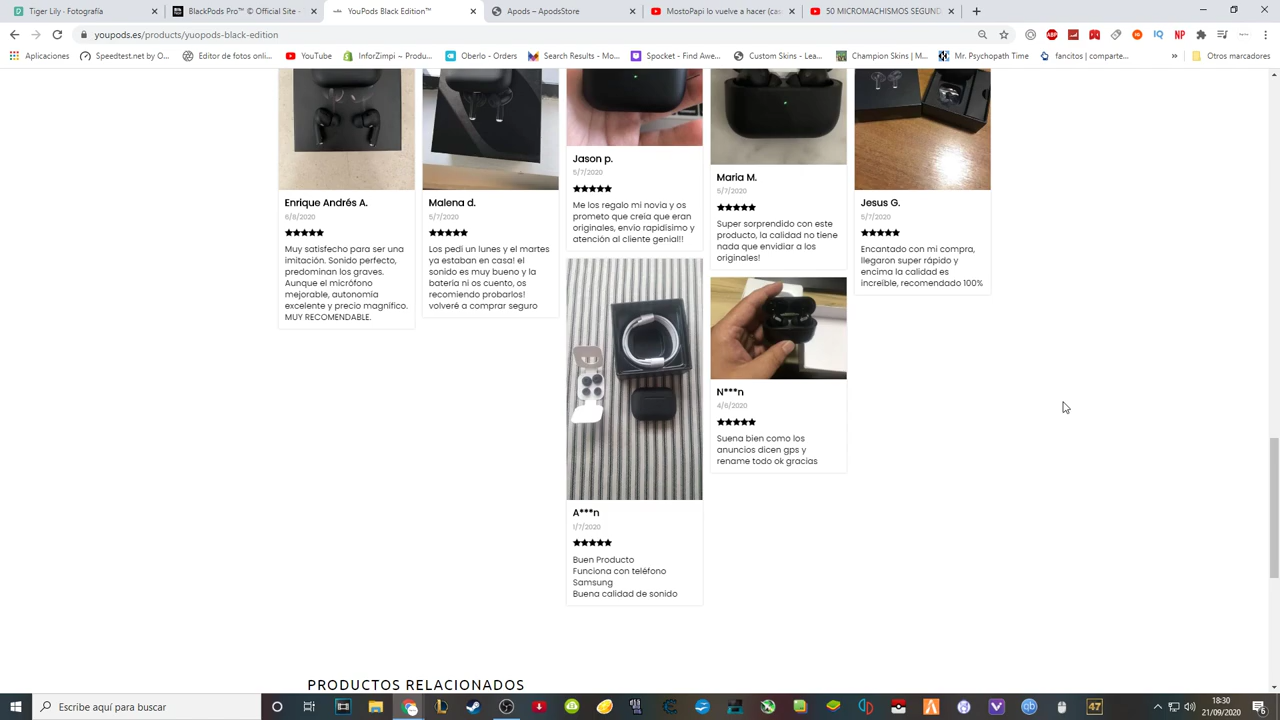 Tiger Lily - Fotografía
BlackPods Pro™ © Official Site -
YouPods Black Edition™
Apods – ApodsStore
MostoPapi lo vuelve a hacer (cas
50 MICROMACHISMOS SEGUND
youpods.es/products/yuopods-black-edition
Aplicaciones
Speedtest.net by O...
Editor de fotos onli...
YouTube
InforZimpi ~ Produ...
Oberlo - Orders
Search Results - Mo...
Spocket - Find Awe...
Custom Skins - Lea...
Champion Skins | M...
Mr. Psychopath Time
fancitos | comparte...
Otros marcadores
Enrique Andrés A.
6/8/2020
Muy satisfecho para ser una
imitación. Sonido perfecto,
predominan los graves.
Aunque el micrófono
mejorable, autonomía
excelente y precio magnífico.
MUY RECOMENDABLE.
Malena d.
5/7/2020
Los pedi un lunes y el martes
ya estaban en casa! el
sonido es muy bueno y la
batería ni os cuento, os
recomiendo probarlos!
volveré a comprar seguro
Jason p.
5/7/2020
Me los regalo mi novia y os
prometo que creía que eran
originales, envio rapidisimo y
atención al cliente genial!!
A***n
1/7/2020
Buen Producto
Funciona con teléfono
Samsung
Buena calidad de sonido
Maria M.
5/7/2020
Super sorprendido con este
producto, la calidad no tiene
nada que envidiar a los
originales!
N***n
4/6/2020
Suena bien como los
anuncios dicen gps y
rename todo ok gracias
Jesus G.
5/7/2020
Encantado con mi compra,
llegaron super rápido y
encima la calidad es
increíble, recomendado 100%
PRODUCTOS RELACIONADOS
Escribe aquí para buscar
47
18:30
21/09/2020